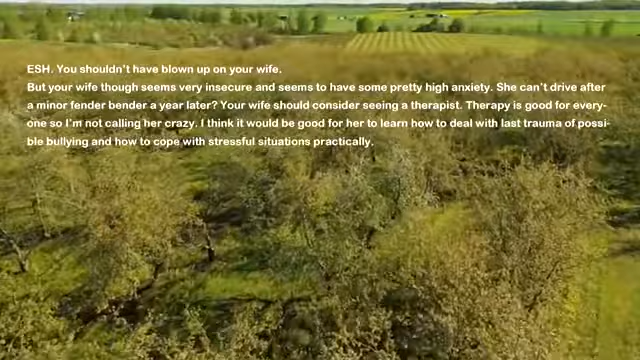 ESH. You shouldn't have blown up on your wife.
But your wife though seems very insecure and seems to have some pretty high anxiety. She can't drive after
a minor fender bender a year later? Your wife should consider seeing a therapist. Therapy is good for every-
one so I'm not calling her crazy. I think it would be good for her to learn how to deal with last trauma of possi-
ble bullying and how to cope with stressful situations practically.